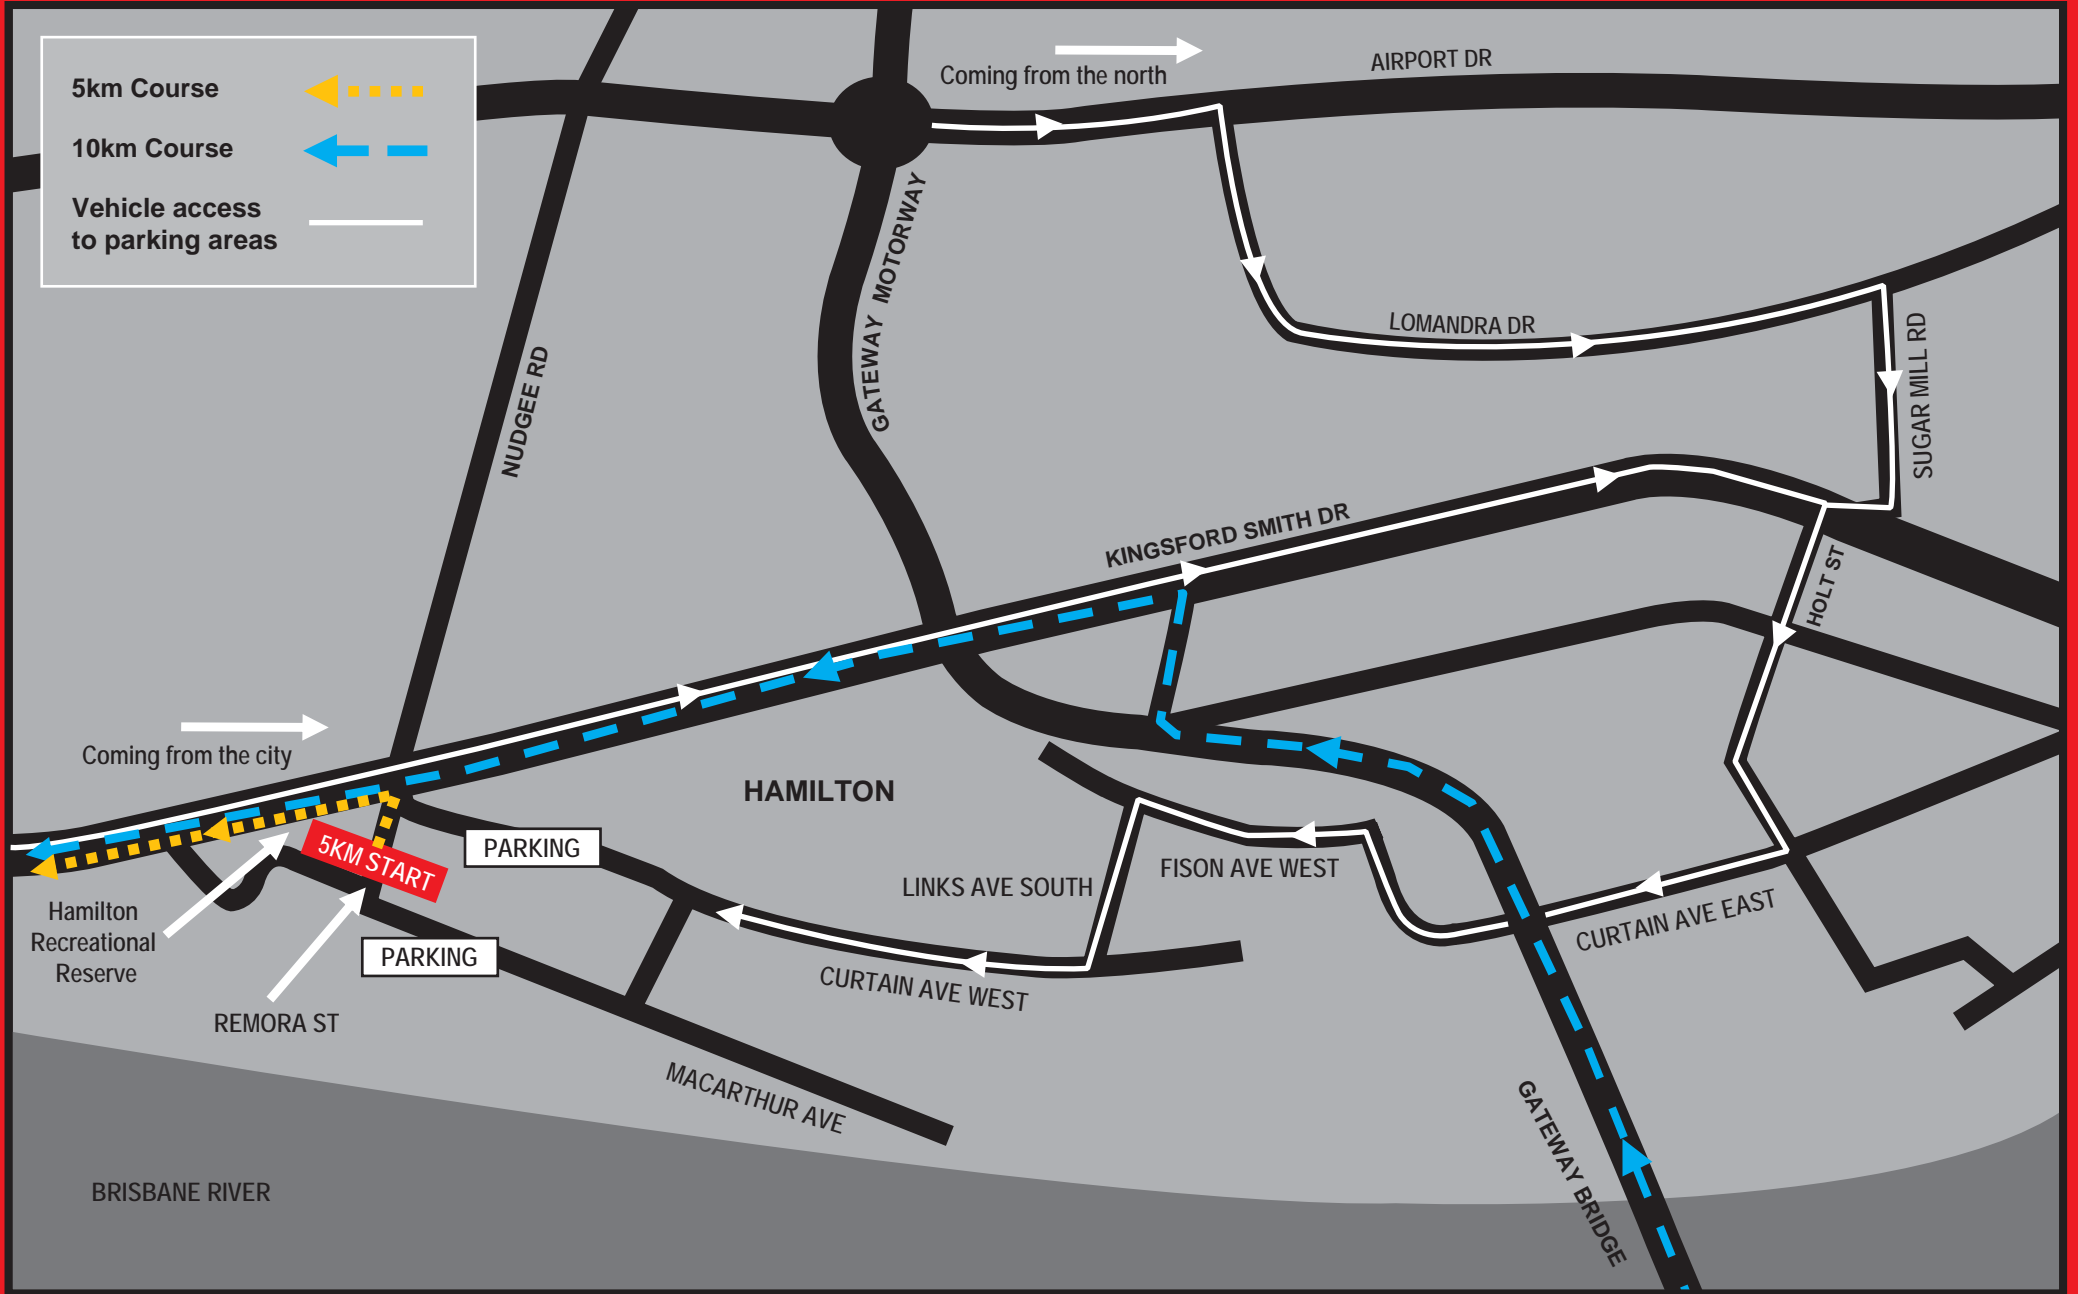 5km Course
10km Course
Vehicle access
to parking areas
Coming from the north
AIRPORT DR
GATEWAY MOTORWAY
NUDGEE RD
LOMANDRA DR
SUGAR MILL RD
KINGSFORD SMITH DR
HOLT ST
Coming from the city
HAMILTON
5KM START
PARKING
LINKS AVE SOUTH
FISON AVE WEST
CURTAIN AVE EAST
Hamilton
Recreational
Reserve
PARKING
CURTAIN AVE WEST
REMORA ST
MACARTHUR AVE
GATEWAY BRIDGE
BRISBANE RIVER